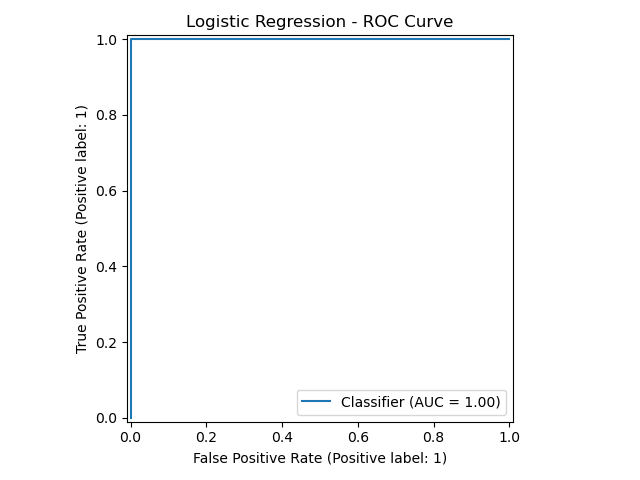 Logistic Regression - ROC Curve
True Positive Rate (Positive label: 1)
1.0
0.8
0.6
0.4
0.2
0.0
Classifier (AUC = 1.00)
0.0 0.2 0.4 0.6 0.8 1.0
False Positive Rate (Positive label: 1)